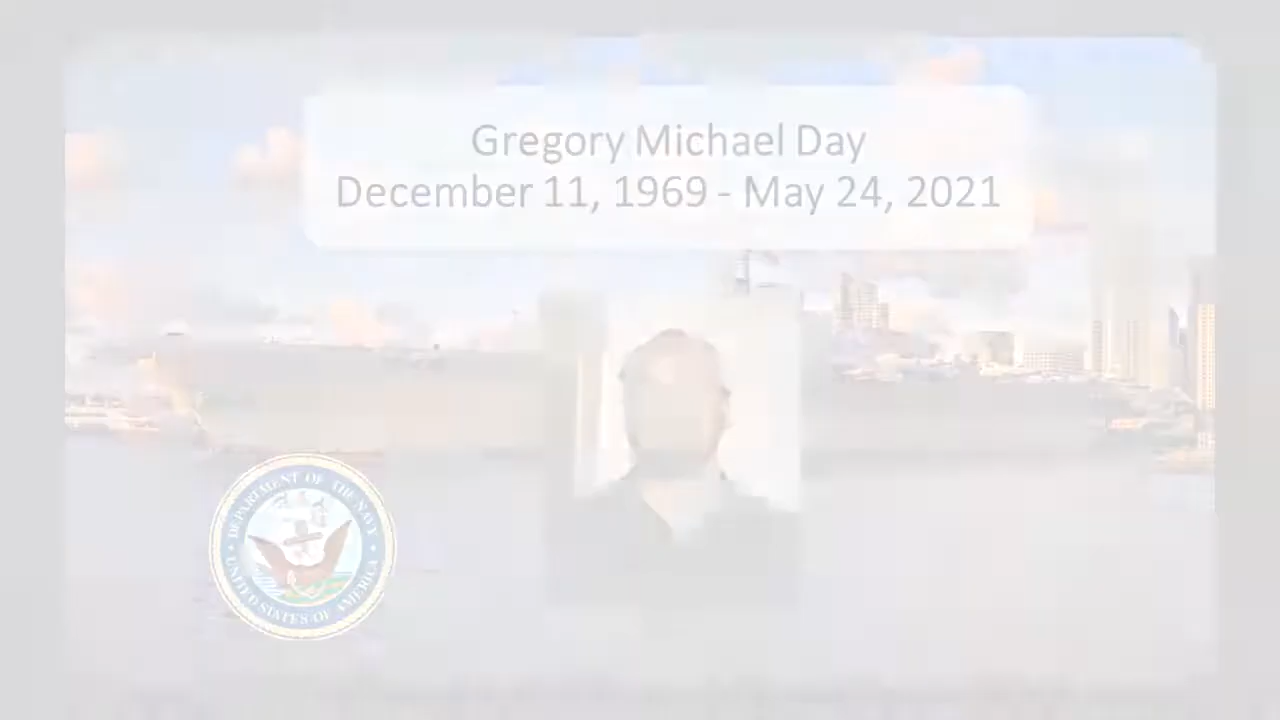 Gregory Michael Day
December 11, 1969 - May 24, 2021
DEPARTMENT OF THE NAVY
UNITED STATES OF AMERICA